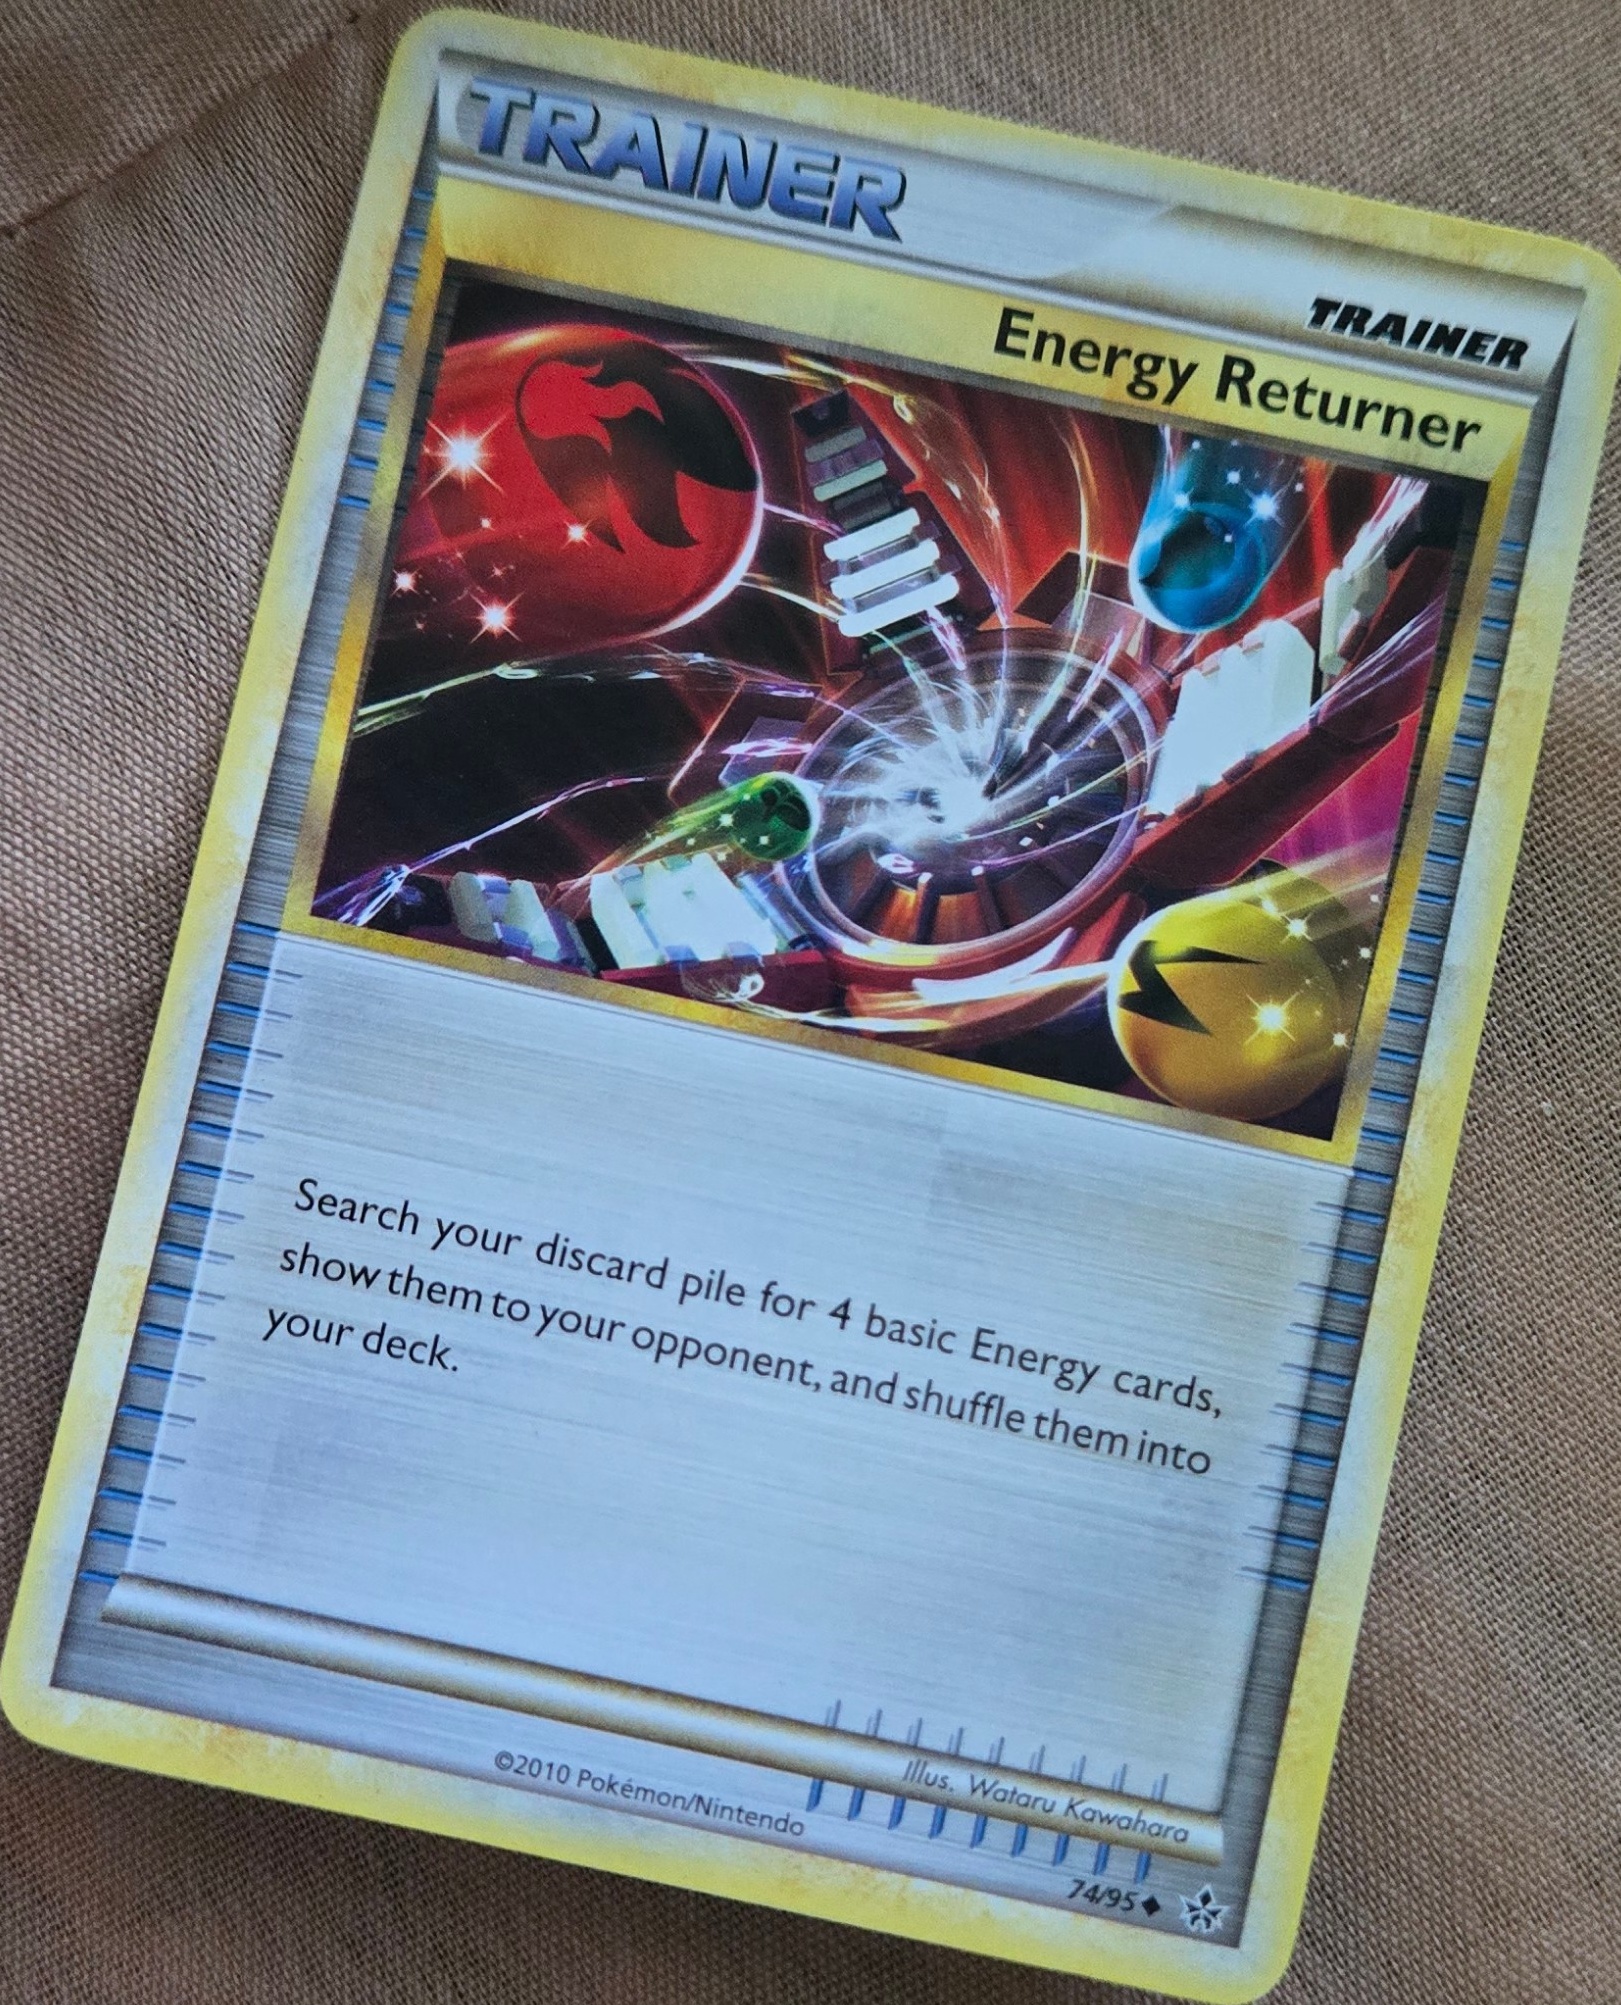 TRAINER
TRAINER
Energy Returner
Search your discard pile for 4 basic Energy cards,
show them to your opponent, and shuffle them into
your deck.
Illus. Wataru Kawahara
©2010 Pokémon/Nintendo
74/95